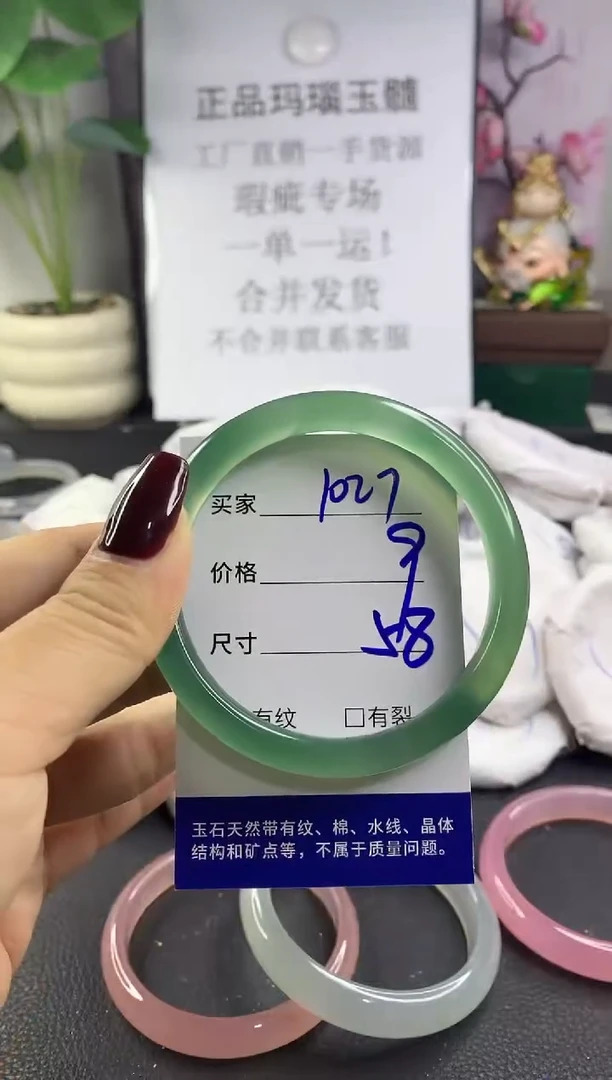 正品玛瑙玉髓
工厂直销一手货源
瑕疵专场
一单一运!
合并发货
不合并联系客服
买家 1027
价格 9
尺寸 58
有纹 □有裂
玉石天然带有纹、棉、水线、晶体
结构和矿点等，不属于质量问题。